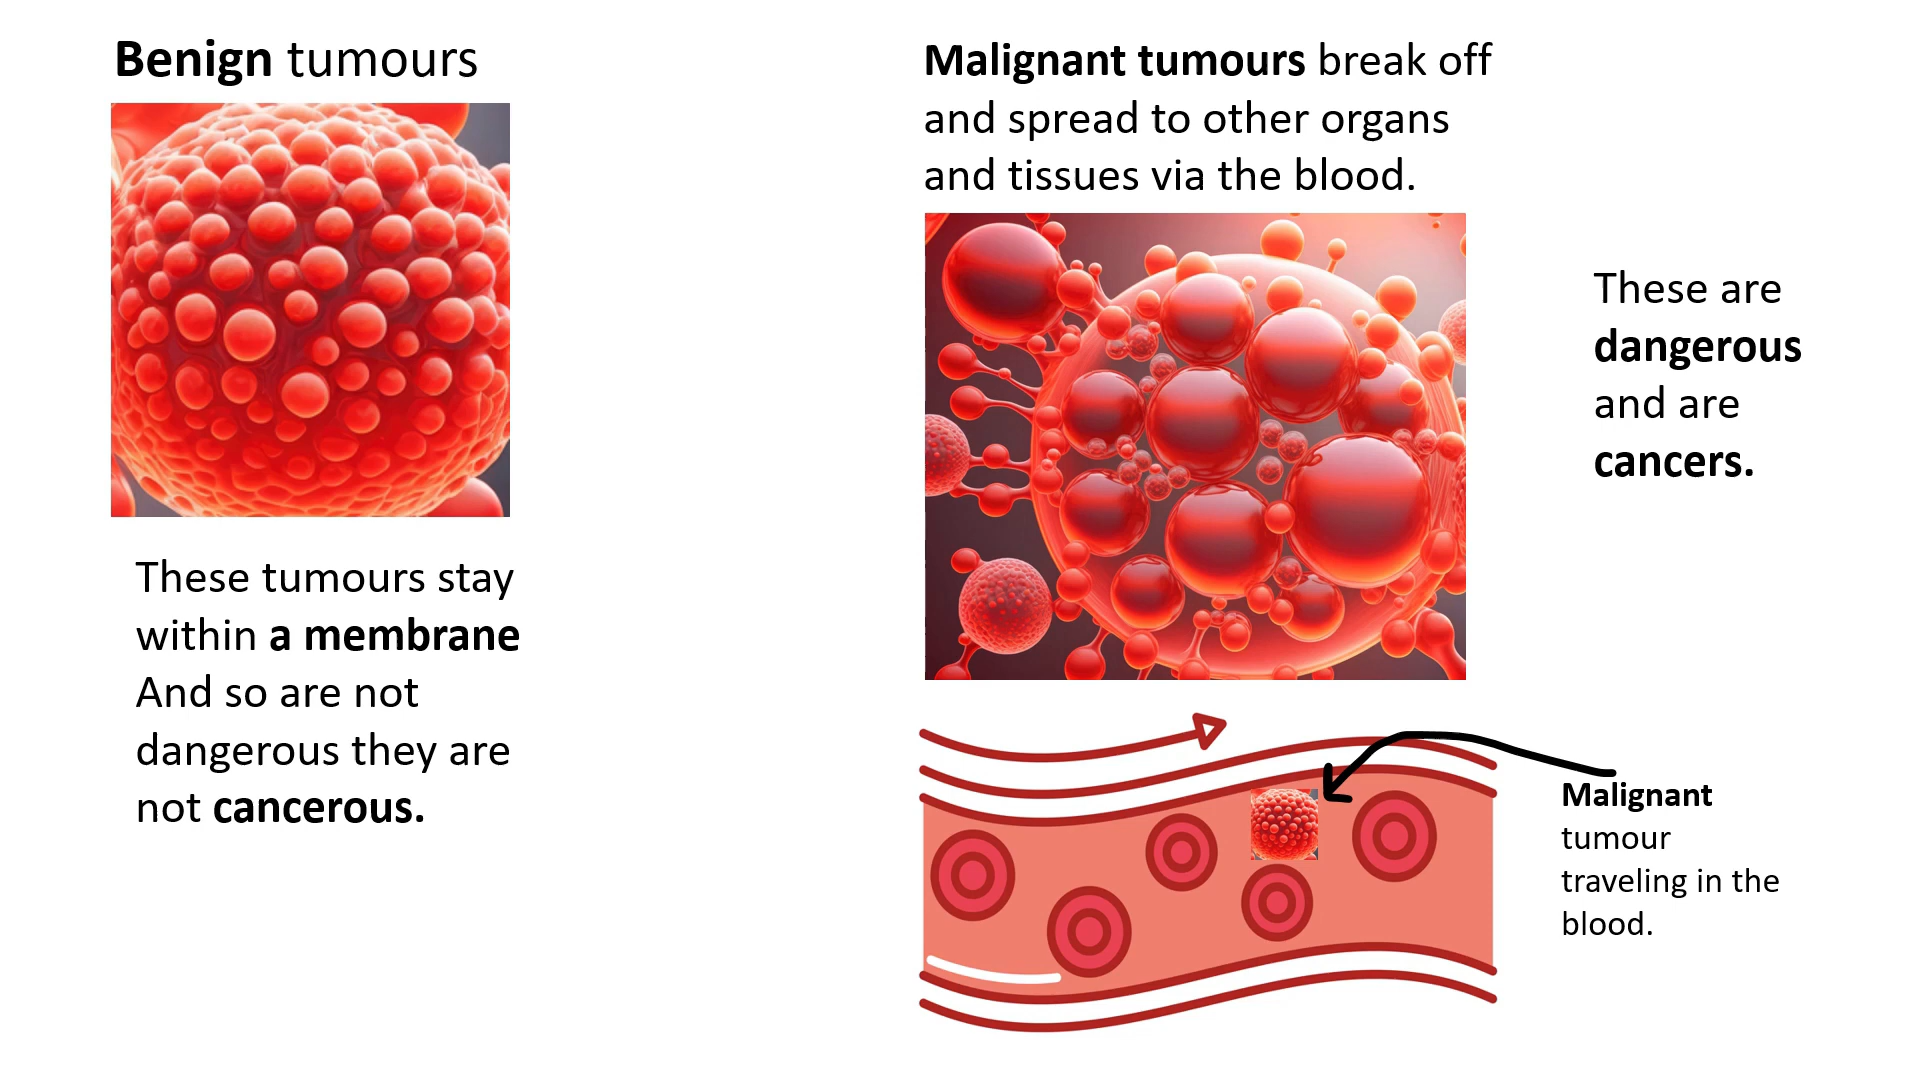 Benign tumours
These tumours stay
within a membrane
And so are not
dangerous they are
not cancerous.
Malignant tumours break off
and spread to other organs
and tissues via the blood.
These are
dangerous
and are
cancers.
Malignant
tumour
traveling in the
blood.